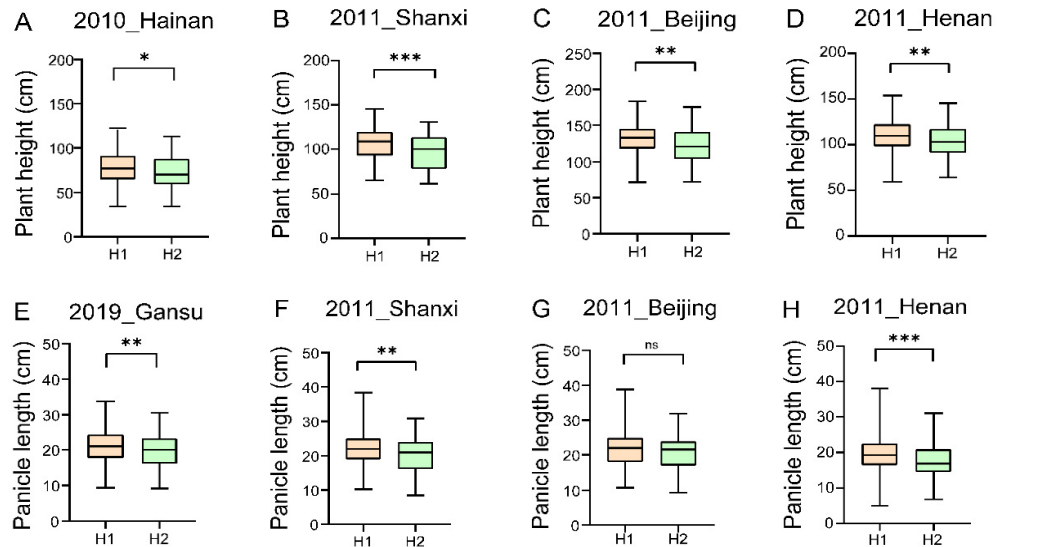 A 2010_Hainan
Plant height (cm)
200
150
100
50
0
*
H1 H2
B 2011_Shanxi
Plant height (cm)
200
150
100
50
0
***
H1 H2
C 2011_Beijing
Plant height (cm)
250
200
150
100
50
0
**
H1 H2
D 2011_Henan
Plant height (cm)
200
150
100
50
0
**
H1 H2
E 2019_Gansu
Panicle length (cm)
50
40
30
20
10
0
**
H1 H2
F 2011_Shanxi
Panicle length (cm)
50
40
30
20
10
0
**
H1 H2
G 2011_Beijing
Panicle length (cm)
50
40
30
20
10
0
ns
H1 H2
H 2011_Henan
Panicle length (cm)
50
40
30
20
10
0
***
H1 H2